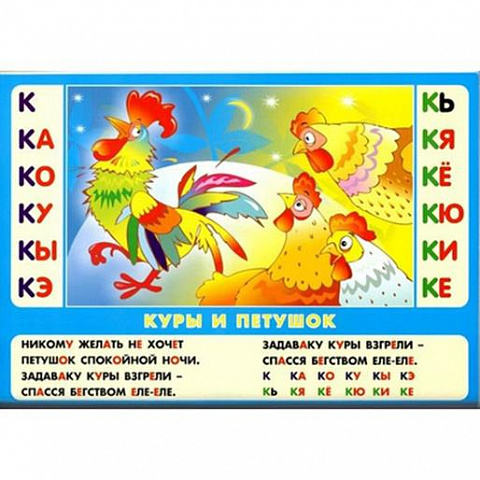 К
КА
КО
КУ
КЫ
КЭ
КЬ
КЯ
КЁ
КЮ
КИ
КЕ
КУРЫ И ПЕТУШОК
НИКОМУ ЖЕЛАТЬ НЕ ХОЧЕТ
ПЕТУШОК СПОКОЙНОЙ НОЧИ.
ЗАДАВАКУ КУРЫ ВЗГРЕЛИ –
СПАССЯ БЕГСТВОМ ЕЛЕ-ЕЛЕ.
ЗАДАВАКУ КУРЫ ВЗГРЕЛИ –
СПАССЯ БЕГСТВОМ ЕЛЕ-ЕЛЕ.
К КА КО КУ КЫ КЭ
КЬ КЯ КЁ КЮ КИ КЕ